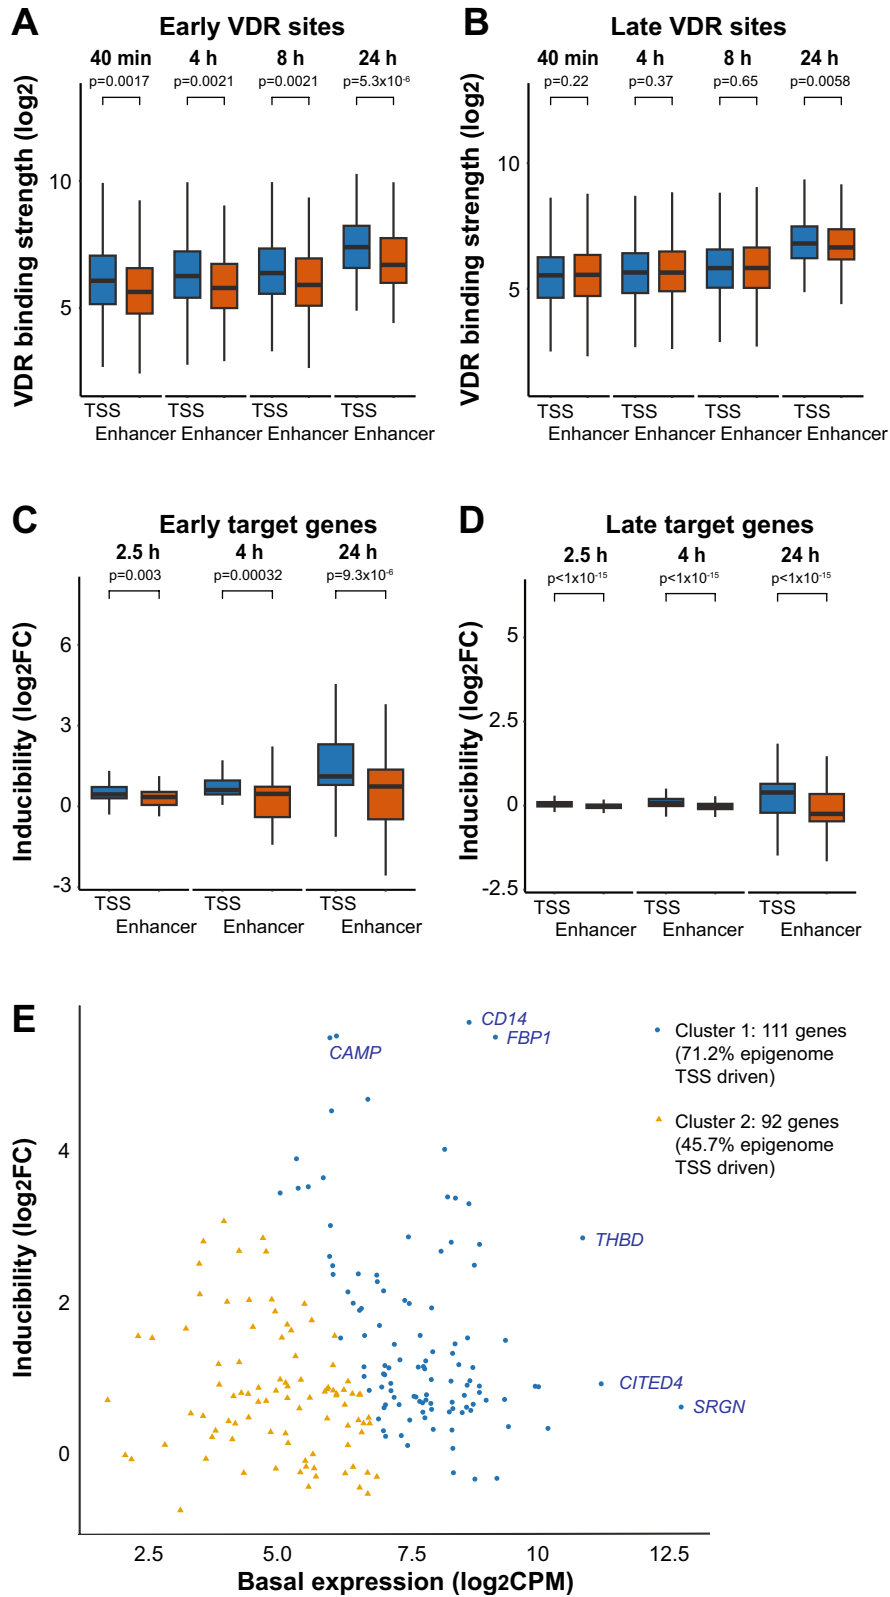 A
Early VDR sites
40 min
4 h
8 h
24 h
p=0.0017
p=0.0021
p=0.0021
p=5.3x10-6
VDR binding strength (log2)
10
5
TSS
TSS
TSS
TSS
Enhancer
Enhancer
Enhancer
Enhancer
B
Late VDR sites
40 min
4 h
8 h
24 h
p=0.22
p=0.37
p=0.65
p=0.0058
VDR binding strength (log2)
10
5
TSS
TSS
TSS
TSS
Enhancer
Enhancer
Enhancer
Enhancer
C
Early target genes
2.5 h
4 h
24 h
p=0.003
p=0.00032
p=9.3x10-6
Inducibility (log2FC)
6
3
0
-3
TSS
TSS
TSS
Enhancer
Enhancer
Enhancer
D
Late target genes
2.5 h
4 h
24 h
p<1x10-15
p<1x10-15
p<1x10-15
Inducibility (log2FC)
5
2.5
0
-2.5
TSS
TSS
TSS
Enhancer
Enhancer
Enhancer
E
CD14
FBP1
CAMP
THBD
CITED4
SRGN
Cluster 1: 111 genes
(71.2% epigenome
TSS driven)
Cluster 2: 92 genes
(45.7% epigenome
TSS driven)
Inducibility (log2FC)
4
2
0
2.5
5.0
7.5
10
12.5
Basal expression (log2CPM)